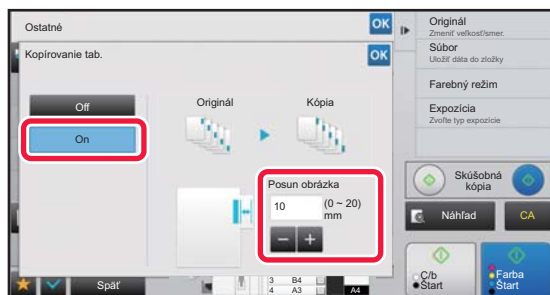 Ostatné
OK
Kopírovanie tab.
OK
Off
On
Originál
Kópia
Posun obrázka
10
(0 ~ 20)
mm
Späť
3 B4
4 A3
A4
Originál
Zmeniť veľkosť/smer.
Súbor
Uložiť dáta do zložky
Farebný režim
Expozícia
Zvoľte typ expozície
Skúšobná
kópia
Náhľad
CA
Č/b
Štart
Farba
Štart